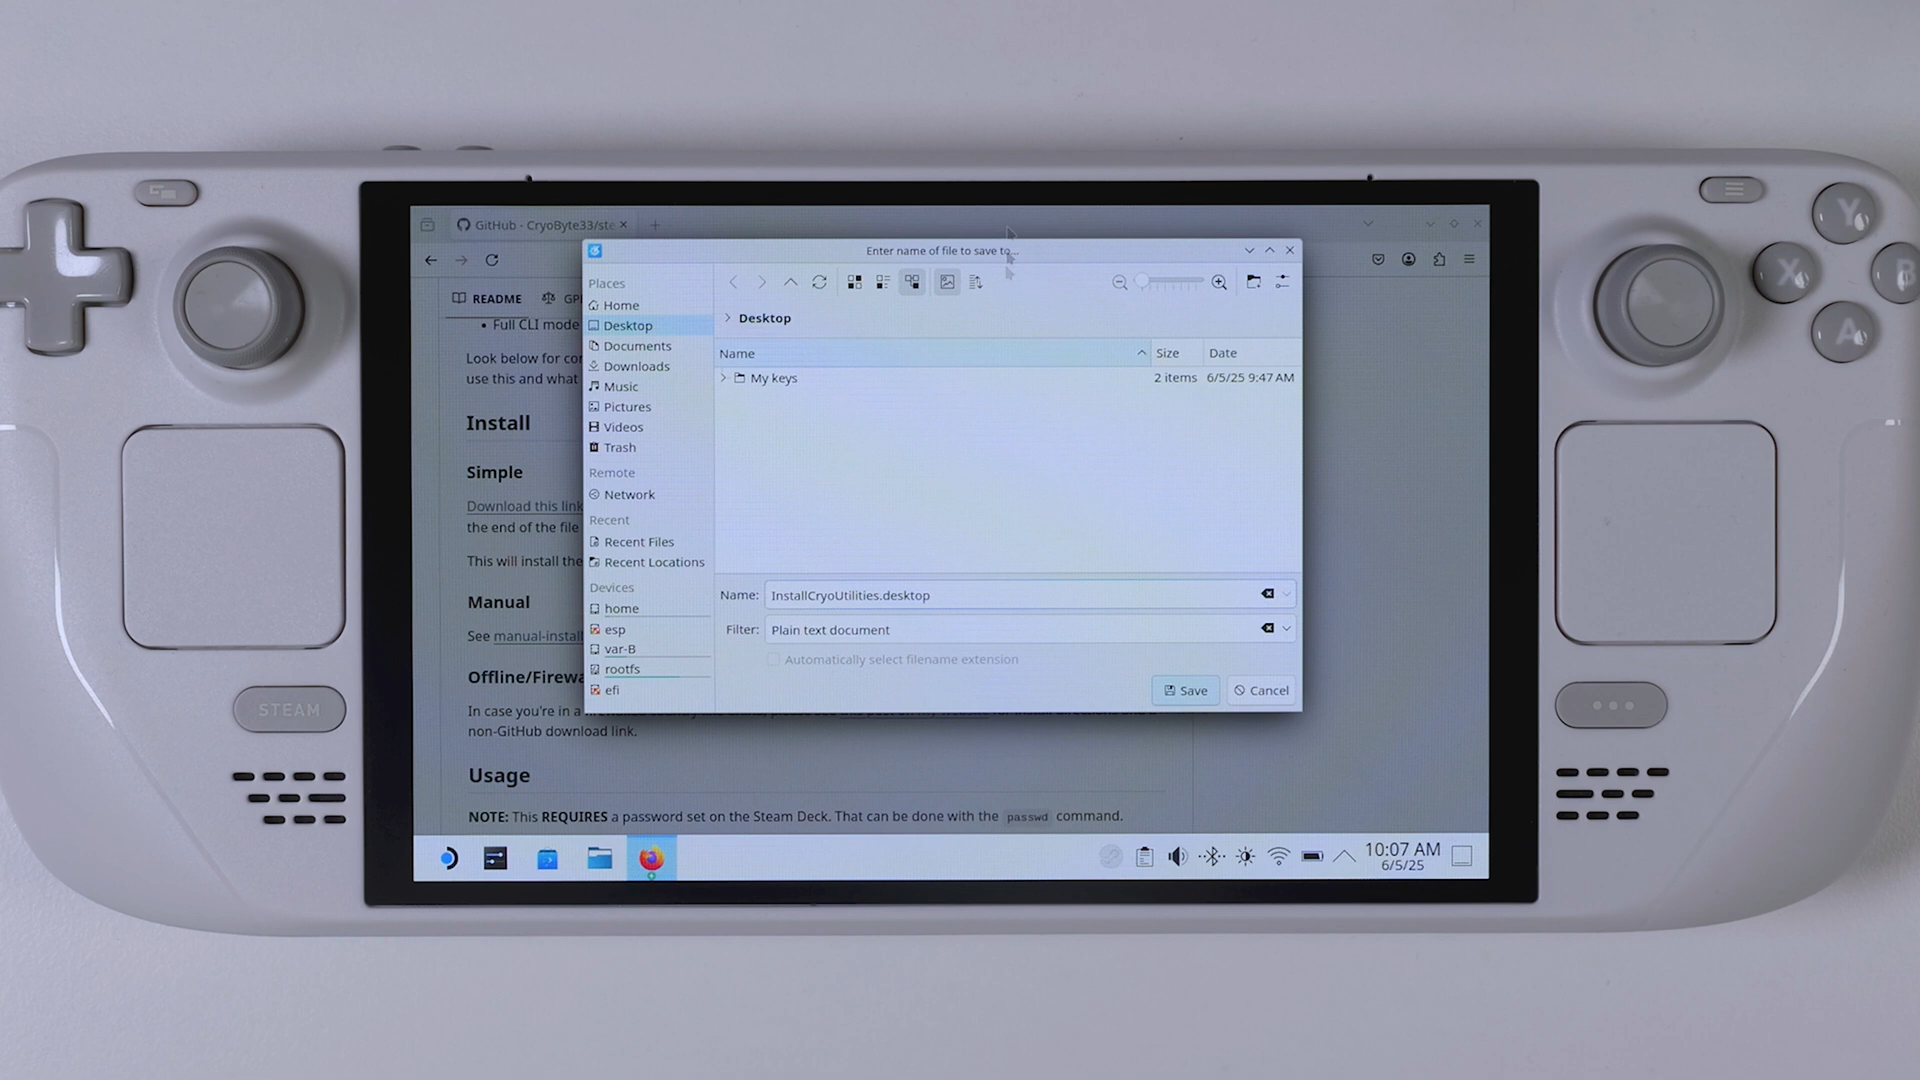 GitHub - CryoByte33/ste
Enter name of file to save to...
README
GPL
Full CLI mode
Look below for
use this and what
Install
Simple
Download this link
the end of the file
This will install the
Manual
See manual-install
Offline/Firewa
In case you're in a
non-GitHub download link.
Usage
NOTE: This REQUIRES a password set on the Steam Deck. That can be done with the passwd command.
Places
Home
Desktop
Documents
Downloads
Music
Pictures
Videos
Trash
Remote
Network
Recent
Recent Files
Recent Locations
Devices
home
esp
var-B
rootfs
efi
Desktop
Name Size Date
My keys 2 items 6/5/25 9:47 AM
Name: InstallCryoUtilities.desktop
Filter: Plain text document
Automatically select filename extension
Save Cancel
10:07 AM
6/5/25
STEAM
Y
X
B
A